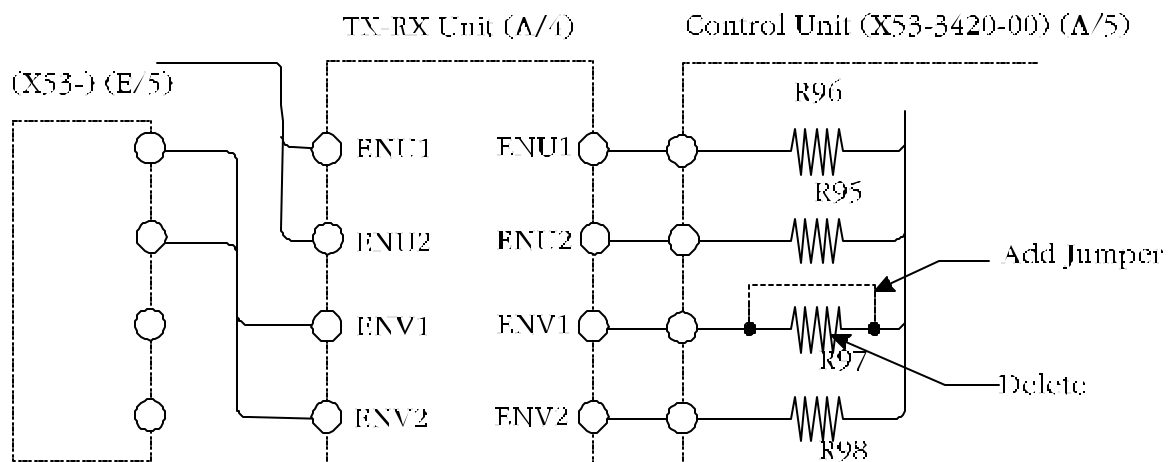 TX-RX Unit (A/4)
Control Unit (X53-3420-00) (A/5)
(X53-) (E/5)
R96
ENU1
ENU1
R95
ENU2
ENU2
Add Jumper
ENV1
ENV1
R97
Delete
ENV2
ENV2
R98